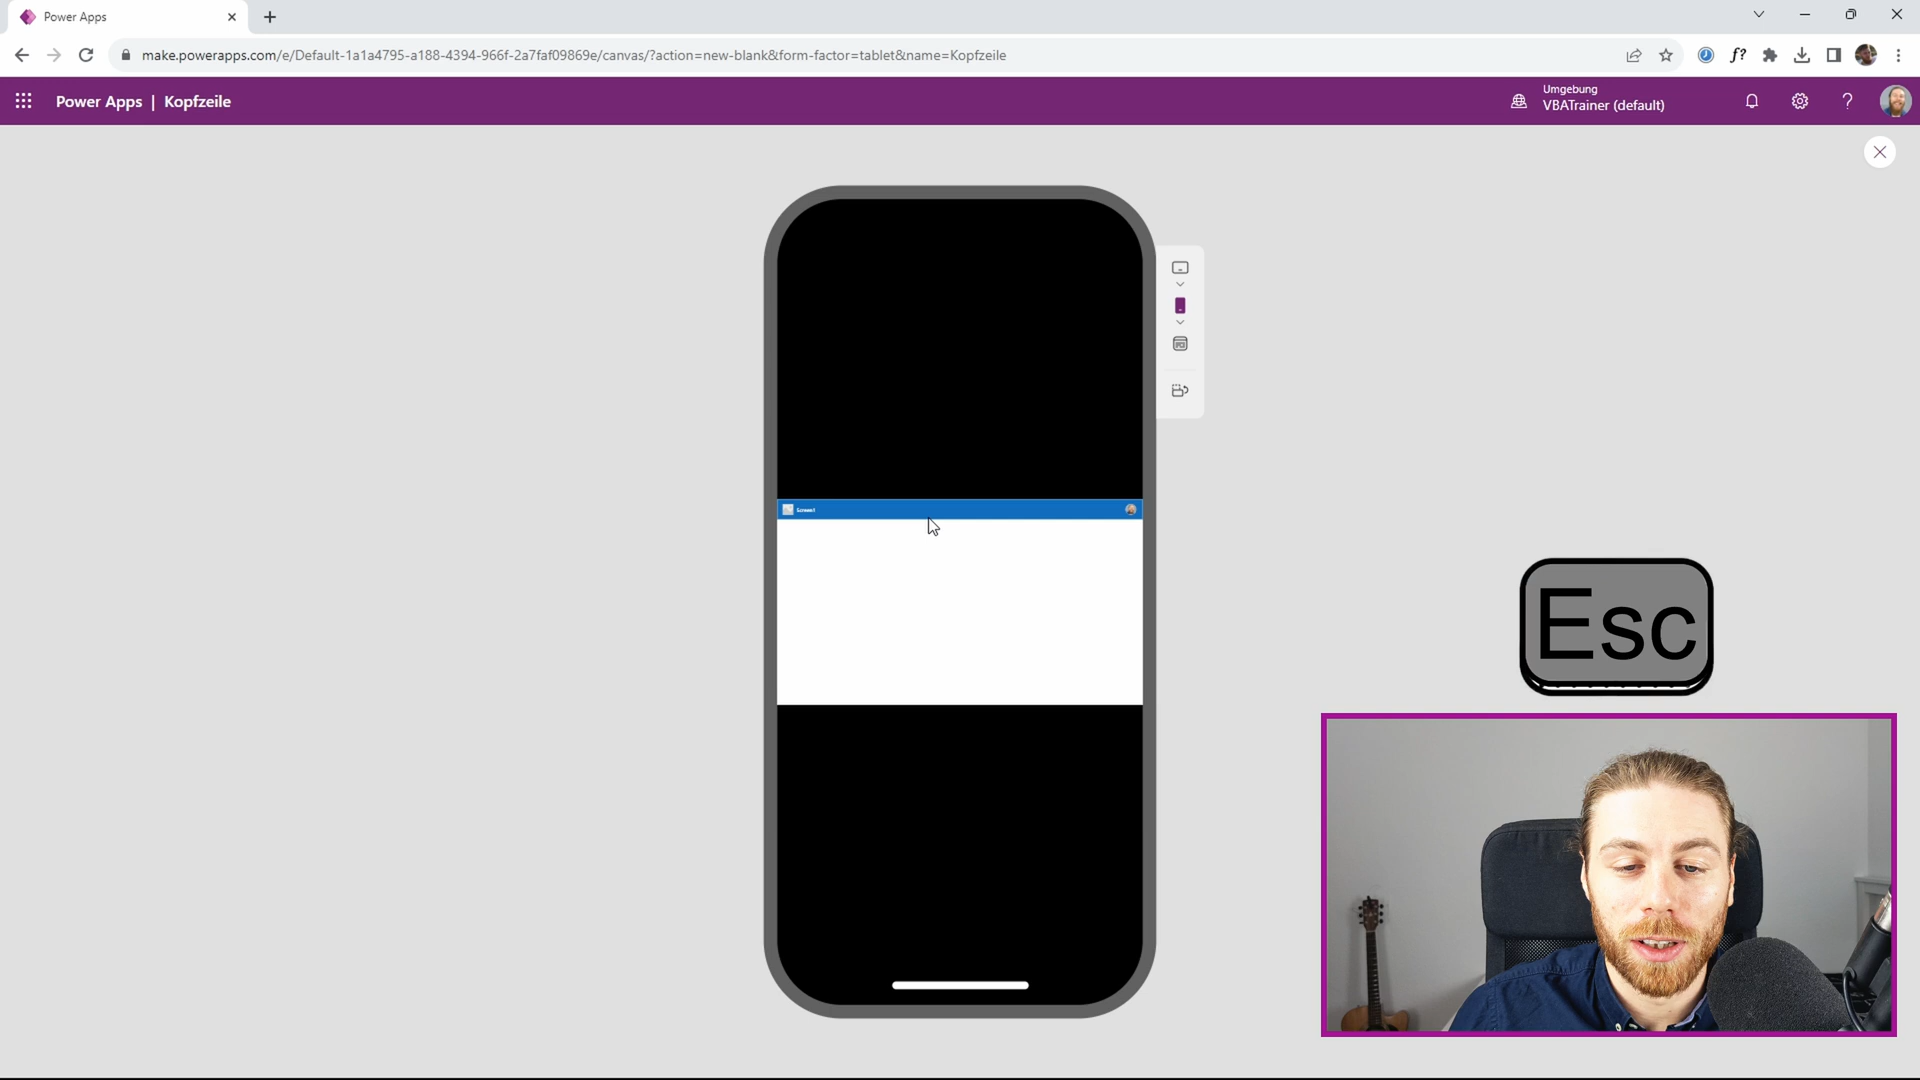 Power Apps
make.powerapps.com/e/Default-1a1a4795-a188-4394-966f-2a7faf09869e/canvas/?action=new-blank&form-factor=tablet&name=Kopfzeile
f?
Power Apps | Kopfzeile
Umgebung
VBATrainer (default)
?
Screen1
Esc